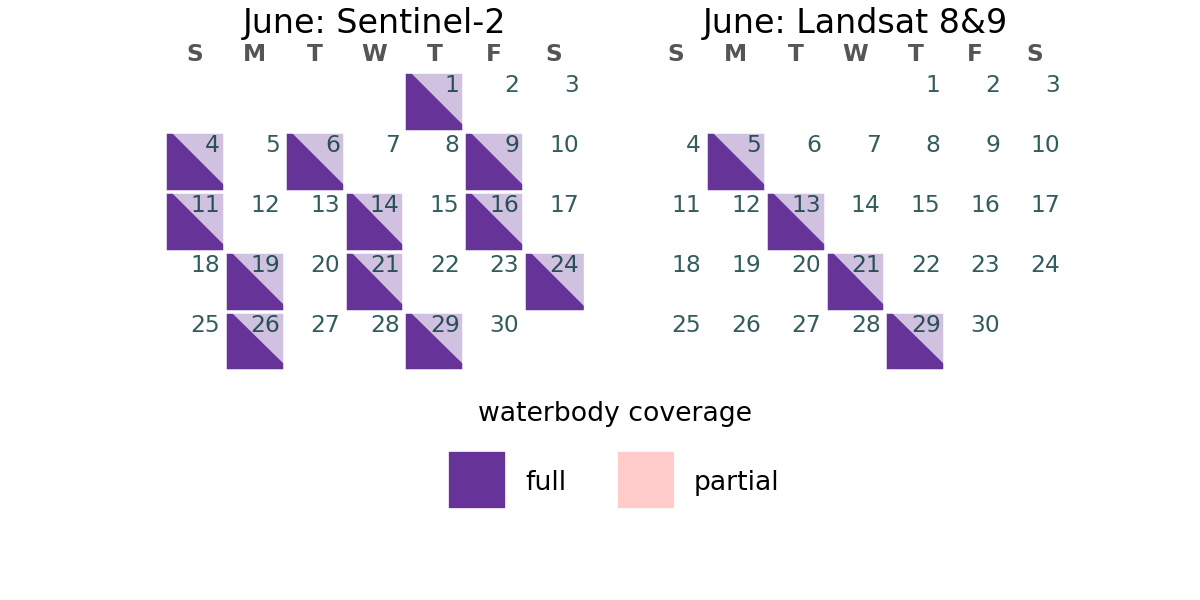 June: Sentinel-2
S M T W T F S
1 2 3
4 5 6 7 8 9 10
11 12 13 14 15 16 17
18 19 20 21 22 23 24
25 26 27 28 29 30
June: Landsat 8&9
S M T W T F S
1 2 3
4 5 6 7 8 9 10
11 12 13 14 15 16 17
18 19 20 21 22 23 24
25 26 27 28 29 30
waterbody coverage
full partial